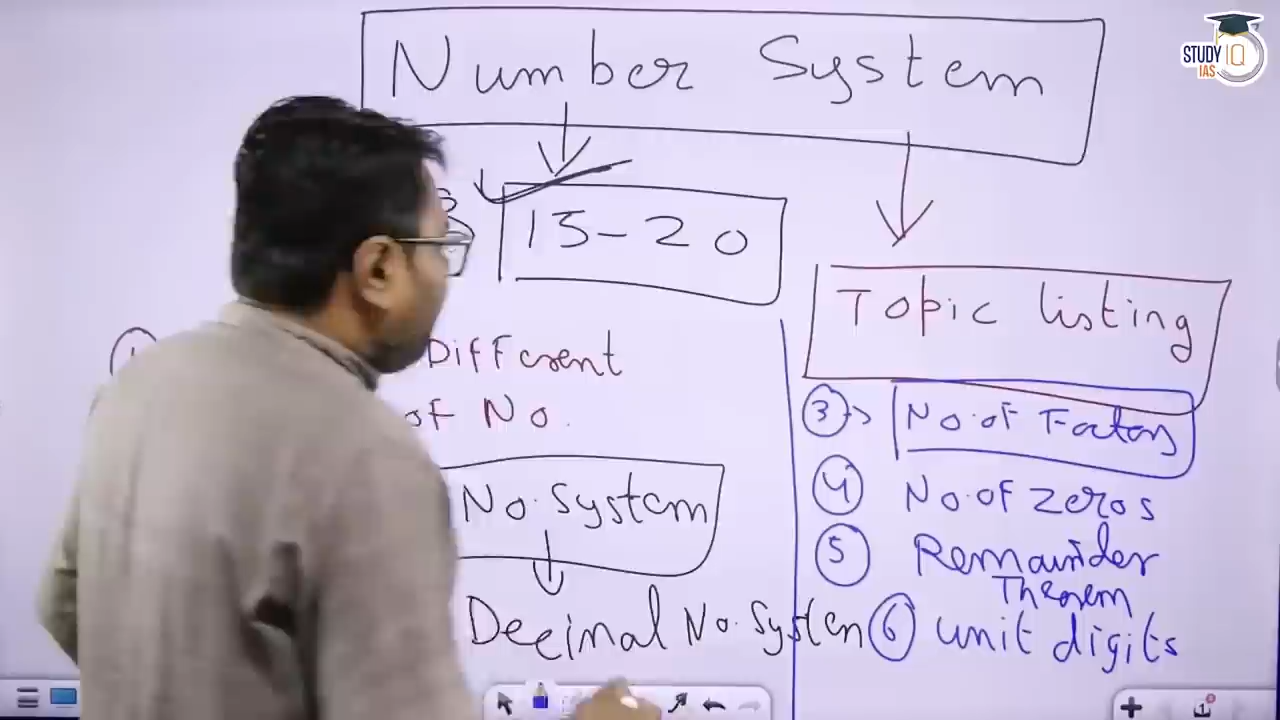 Number System
15-20
Topic listing
Different
of No.
No. System
Decimal No. System
3 → No. of Factors
4 No. of zeros
5 Remainder
Theorem
6 unit digits
STUDY IQ
IAS